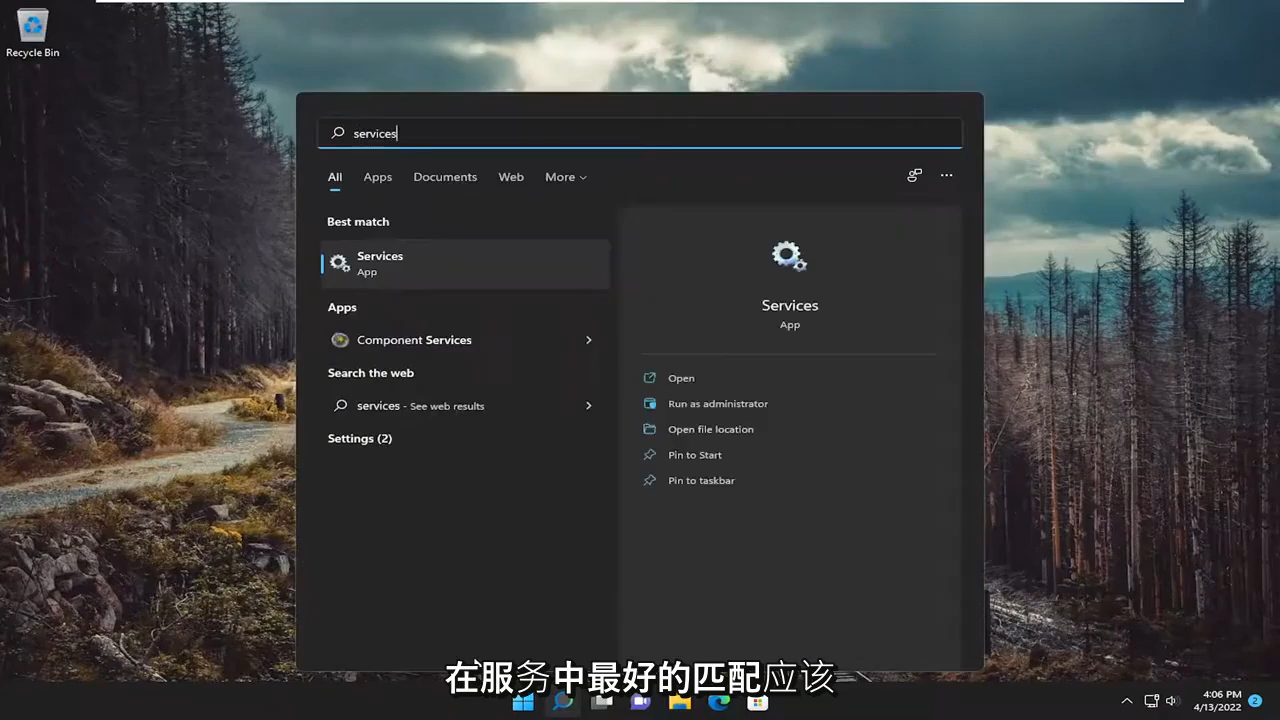 Recycle Bin
services
All
Apps
Documents
Web
More
Best match
Services
App
Apps
Component Services
Search the web
services - See web results
Settings (2)
Services
App
Open
Run as administrator
Open file location
Pin to Start
Pin to taskbar
在服务中最好的匹配应该
4:06 PM
4/13/2022
2